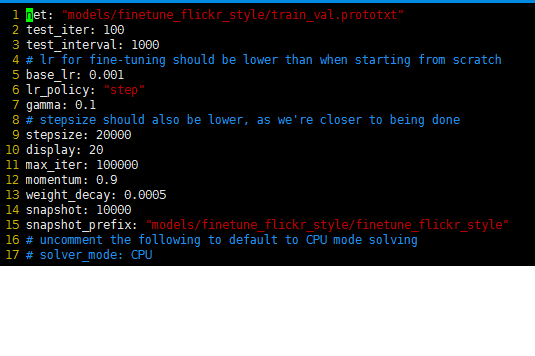 1 net: "models/finetune_flickr_style/train_val.prototxt"
2 test_iter: 100
3 test_interval: 1000
4 # lr for fine-tuning should be lower than when starting from scratch
5 base_lr: 0.001
6 lr_policy: "step"
7 gamma: 0.1
8 # stepsize should also be lower, as we're closer to being done
9 stepsize: 20000
10 display: 20
11 max_iter: 100000
12 momentum: 0.9
13 weight_decay: 0.0005
14 snapshot: 10000
15 snapshot_prefix: "models/finetune_flickr_style/finetune_flickr_style"
16 # uncomment the following to default to CPU mode solving
17 # solver_mode: CPU